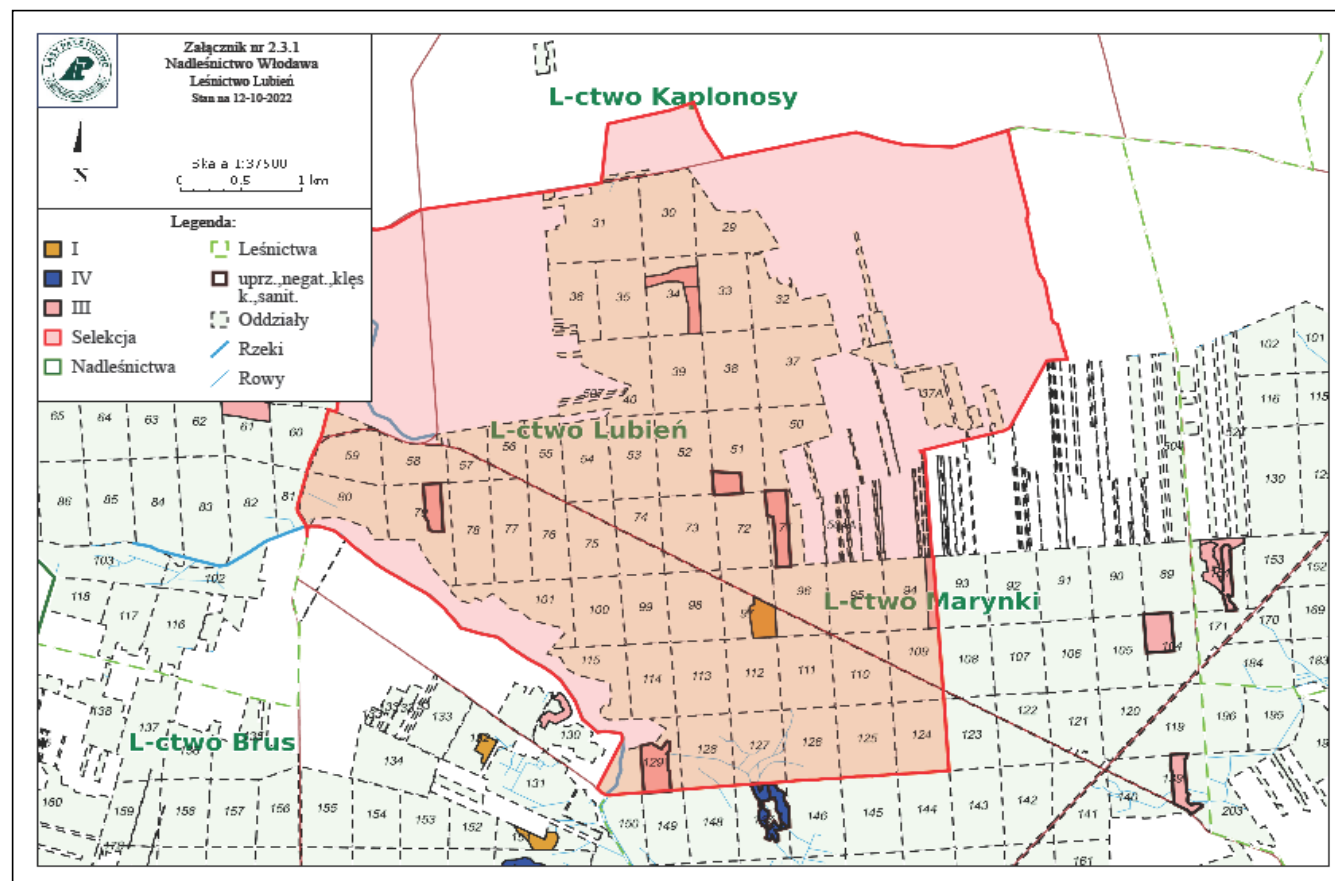 Załącznik nr 2.3.1
Nadleśnictwo Włodawa
Leśnictwo Lubień
Stan na 12-10-2022
N
Ska a 1:37500
0 0.5 1 km
Legenda:
I
IV
III
Selekcja
Nadleśnictwa
Leśnictwa
uprz.,negat.,klęs
k.,sanit.
Oddziały
Rzeki
Rowy
L-ctwo Kaplonosy
31 30 29
36 35 34 33 32
102 101
39 38 37
37A
116
40
65 64 63 62 61 60
L-ctwo Lubień
59 58 57 56 55 54 53 52 51 50
130
86 85 84 83 82 81 80
78 77 76 75 74 73 72
103 102
118 117 116
101 100 99 98 96 95 94 93 92 91 90 89
153 152
L-ctwo Marynki
115 114 113 112 111 110 109 108 107 106 105 104
171 170 169
184 183
138 137
L-ctwo Brus
133 134 130 131
129 128 127 126 125 124 123 122 121 120 119
196 195
160 159 158 157 156 155 154 153 152
150 149 148 146 145 144 143 142 141 140 139
203
161